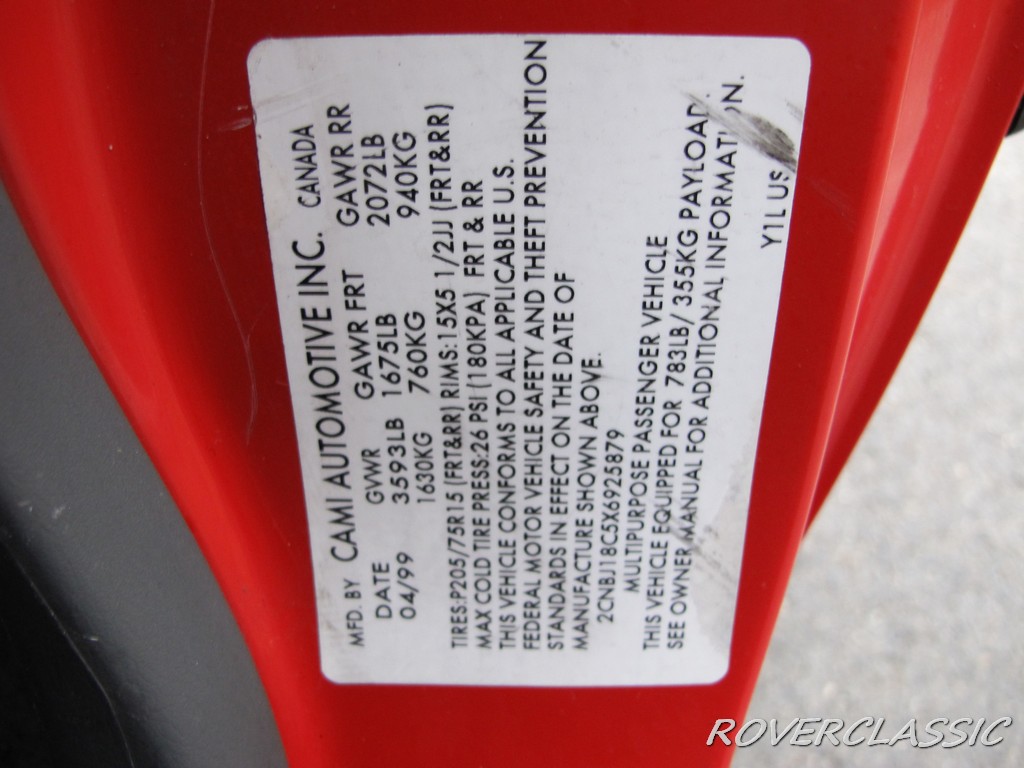 MFD. BY CAMI AUTOMOTIVE INC. CANADA
DATE GWWR GAWWR FRT GAWWR RR
04/99 3593LB 1675LB 2072LB
1630KG 760KG 940KG
TIRES:P205/75R15 (FRT&RR) RIMS:15X5 1/2JJ (FRT&RR)
MAX COLD TIRE PRESS:26 PSI (180KPA) FRT & RR
THIS VEHICLE CONFORMS TO ALL APPLICABLE U.S.
FEDERAL MOTOR VEHICLE SAFETY AND THEFT PREVENTION
STANDARDS IN EFFECT ON THE DATE OF
MANUFACTURE SHOWN ABOVE.
2CNBJ18C5X6925879
MULTIPURPOSE PASSENGER VEHICLE
THIS VEHICLE EQUIPPED FOR 783LB/ 355KG PAYLOAD.
SEE OWNER MANUAL FOR ADDITIONAL INFORMATION.
Y1L US
ROVERCLASSIC